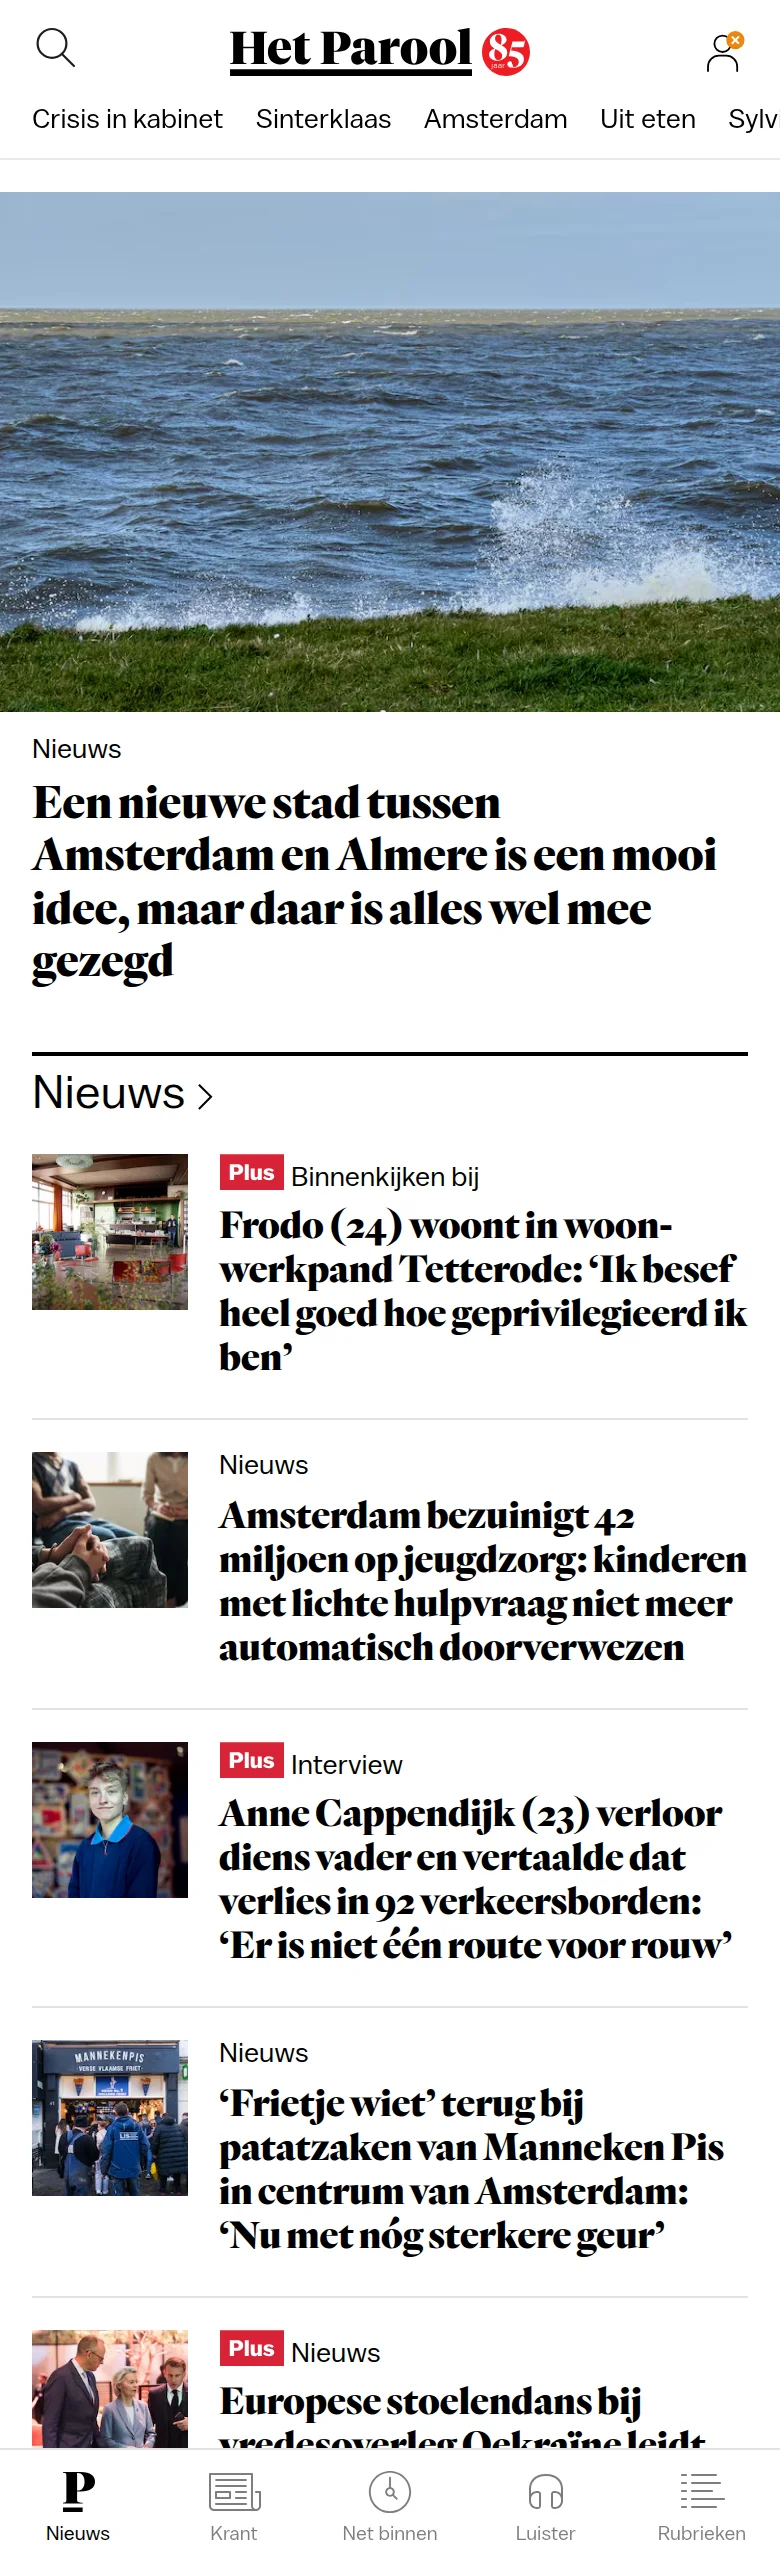 Het Parool 85 jaar
Crisis in kabinet Sinterklaas Amsterdam Uit eten Sylvi
Nieuws
Een nieuwe stad tussen
Amsterdam en Almere is een mooi
idee, maar daar is alles wel mee
gezegd
Nieuws
Plus Binnenkijken bij
Frodo (24) woont in woon-
werkpand Tetterode: ‘Ik besef
heel goed hoe geprivilegieerd ik
ben’
Nieuws
Amsterdam bezuinigt 42
miljoen op jeugdzorg: kinderen
met lichte hulpvraag niet meer
automatisch doorverwezen
Plus Interview
Anne Cappendijk (23) verloor
diens vader en vertaalde dat
verlies in 92 verkeersborden:
‘Er is niet één route voor rouw’
MANNEKENPIS
VERSE VLAAMSE FRIET
Nieuws
‘Frietje wiet’ terug bij
patatzaken van Manneken Pis
in centrum van Amsterdam:
‘Nu met nóg sterkere geur’
Plus Nieuws
Europese stoelendans bij
vredesoverleg Oekraïne leidt
P
Nieuws Krant Net binnen Luister Rubrieken